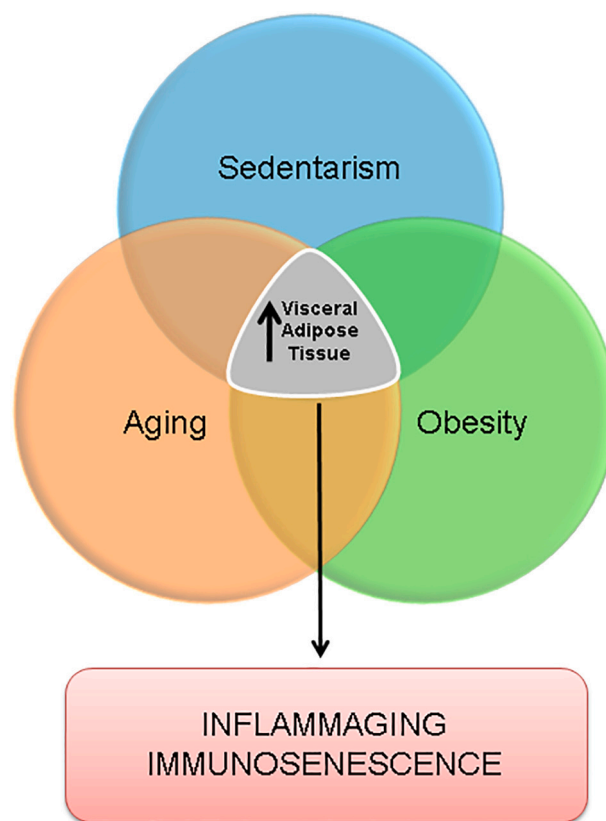 Sedentarism
Visceral
Adipose
Tissue
Aging
Obesity
INFLAMMAGING
IMMUNOSENESCENCE